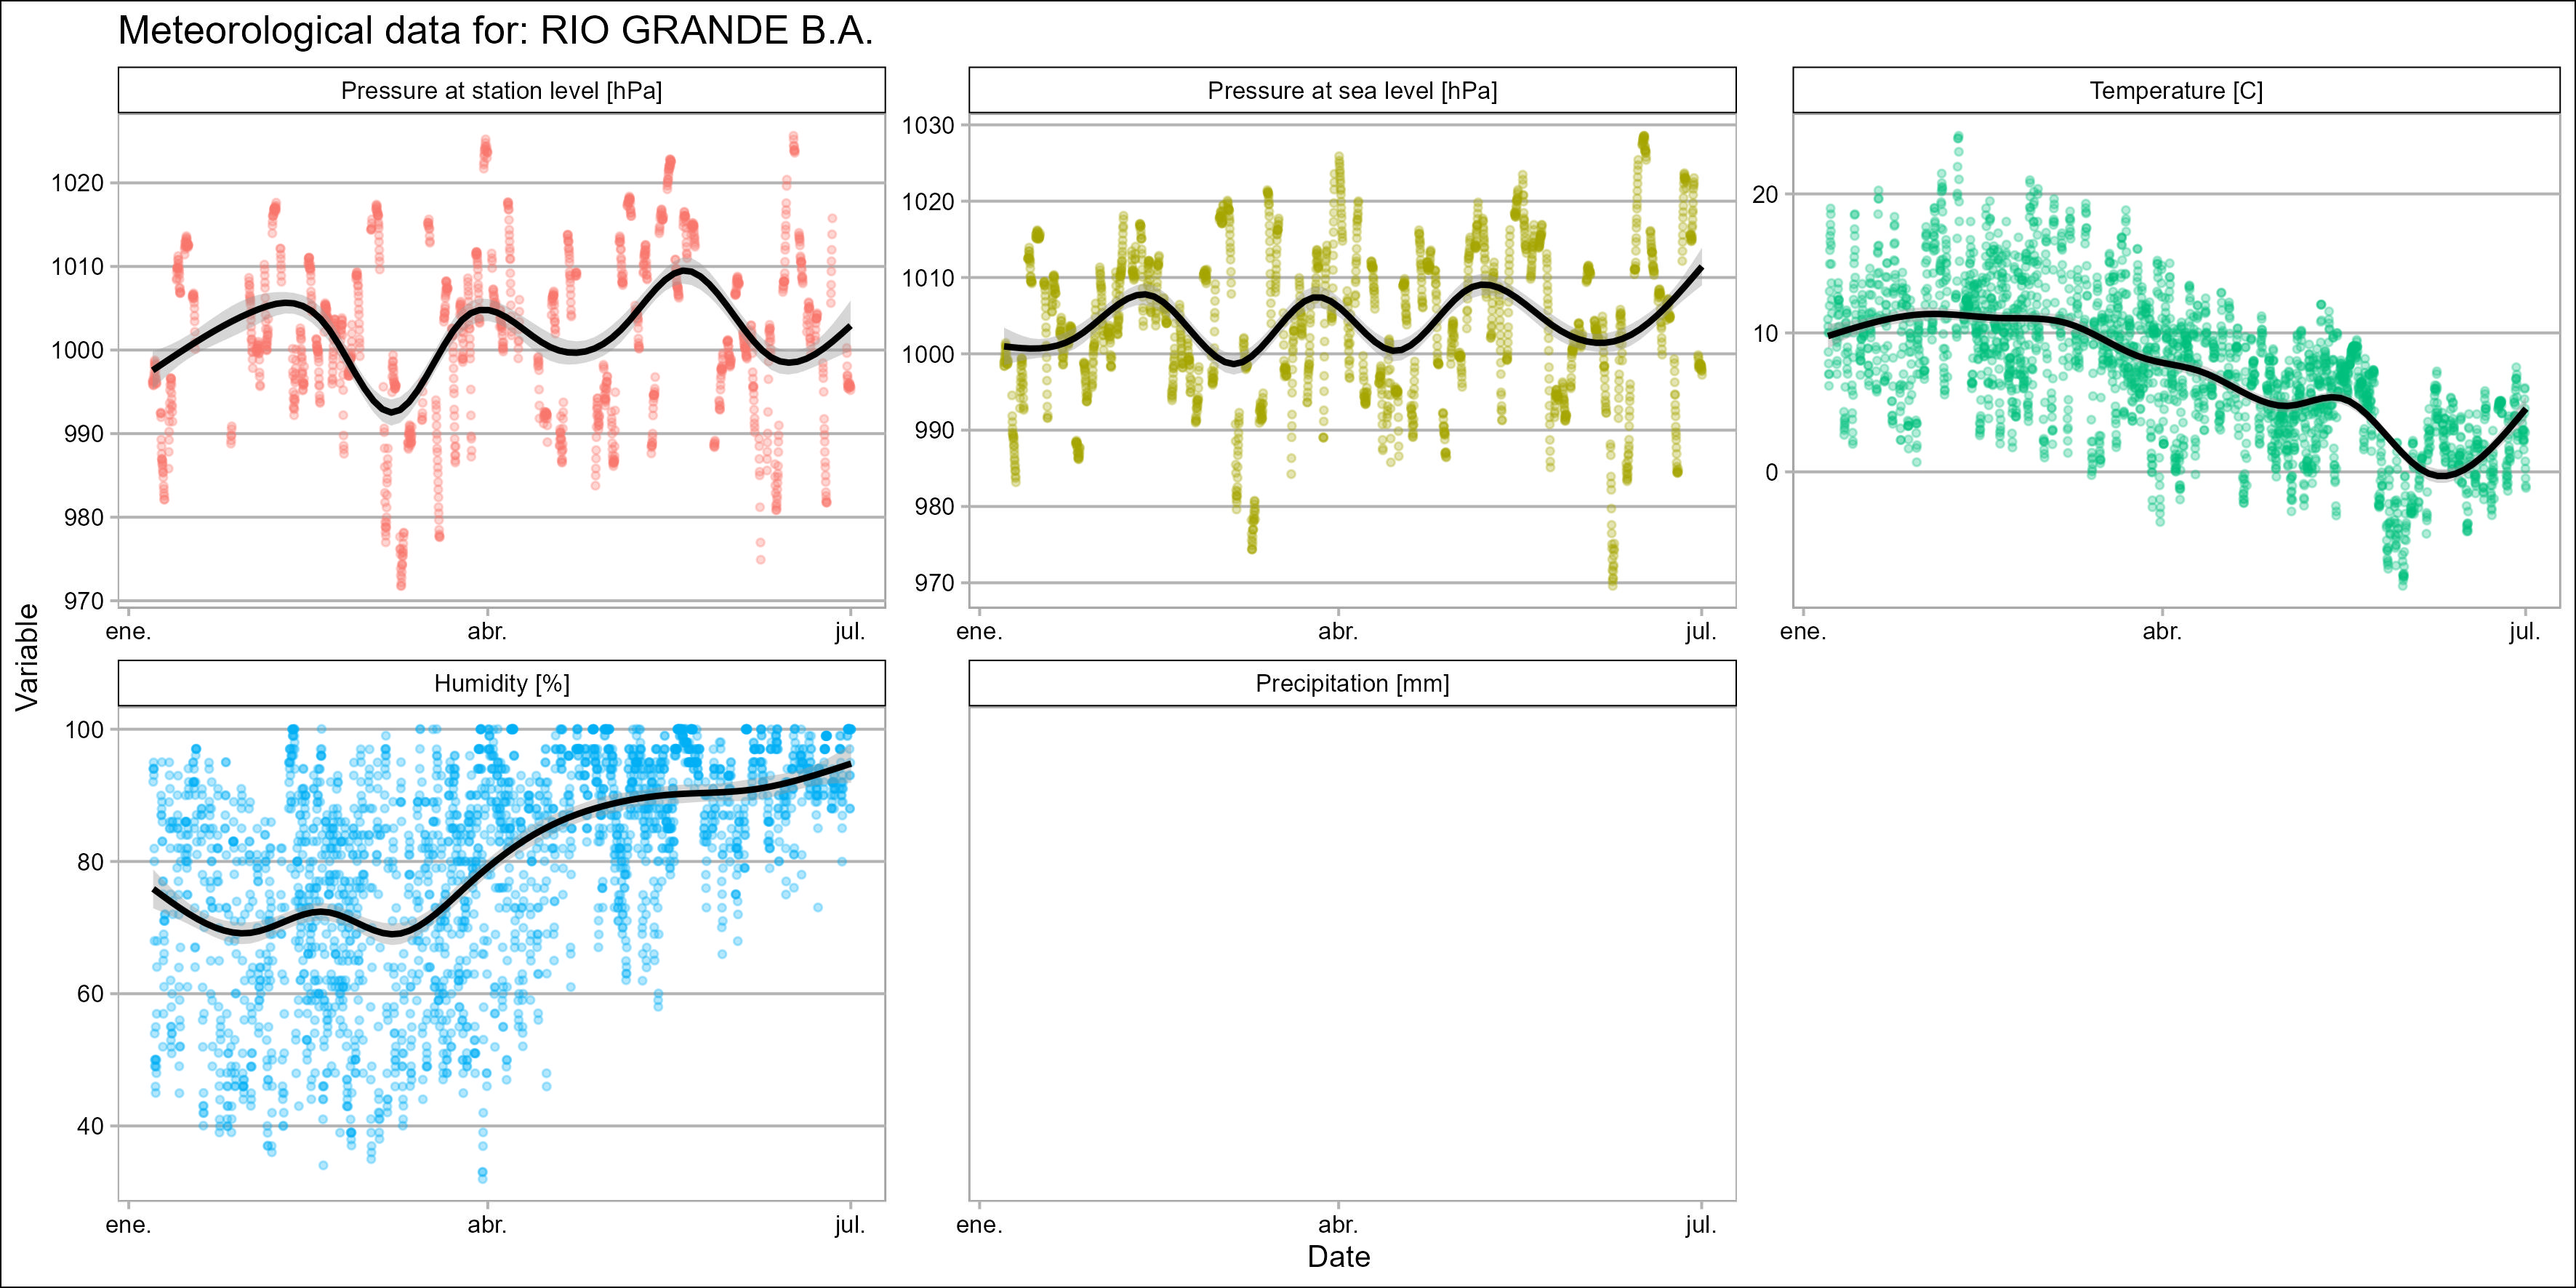 Meteorological data for: RIO GRANDE B.A.
Pressure at station level [hPa]
Pressure at sea level [hPa]
Temperature [C]
1020
1010
1000
990
980
970
ene.
abr.
jul.
1030
1020
1010
1000
990
980
970
ene.
abr.
jul.
20
10
0
ene.
abr.
jul.
Variable
Humidity [%]
Precipitation [mm]
100
80
60
40
ene.
abr.
jul.
ene.
abr.
jul.
Date